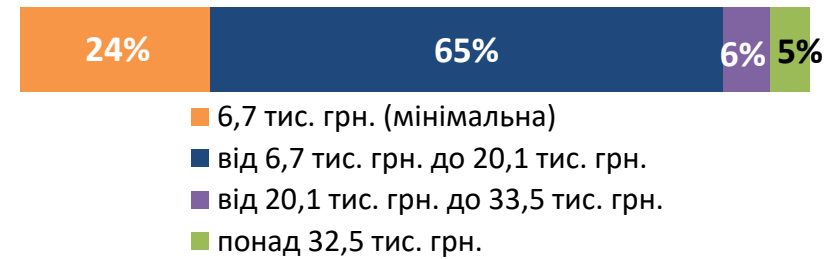 24% 65% 6% 5%
6,7 тис. грн. (мінімальна)
від 6,7 тис. грн. до 20,1 тис. грн.
від 20,1 тис. грн. до 33,5 тис. грн.
понад 32,5 тис. грн.